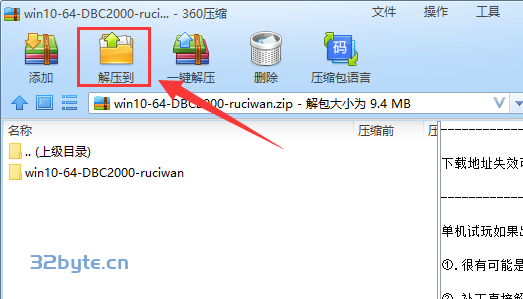 win10-64-DBC2000-ruci... - 360压缩
文件 操作 工具
添加 解压到 一键解压 删除 压缩包语言
win10-64-DBC2000-ruciwan.zip - 解包大小为 9.4 MB
名称 压缩前 压
.. (上级目录)
win10-64-DBC2000-ruciwan
下载地址失效
单机试玩如果
①.很有可能是
32byte.cn